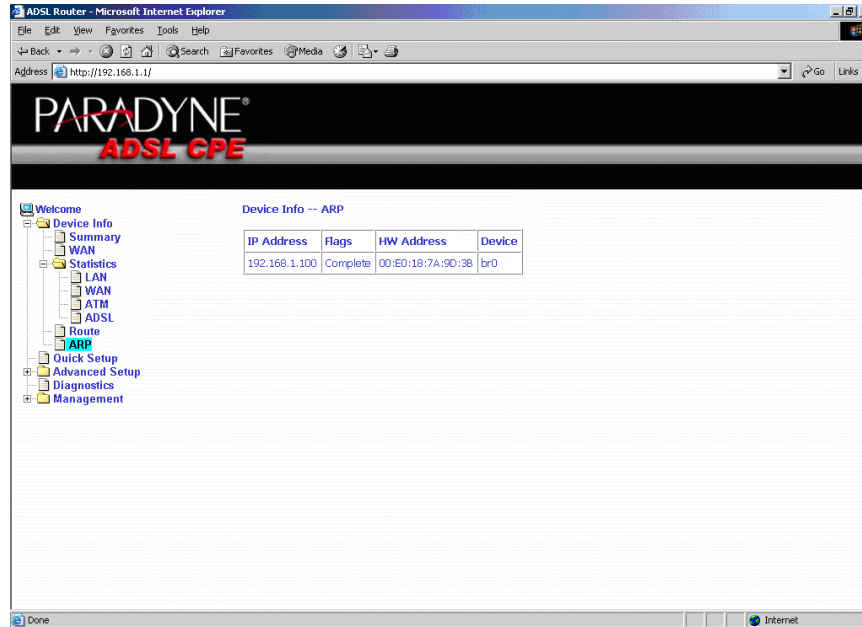 ADSL Router - Microsoft Internet Explorer
File Edit View Favorites Tools Help
Back Search Favorites Media
Address http://192.168.1.1/ Go Links
PARADYNE®
ADSL CPE
Welcome
Device Info
Summary
WAN
Statistics
LAN
WAN
ATM
ADSL
Route
ARP
Quick Setup
Advanced Setup
Diagnostics
Management
Device Info -- ARP
IP Address Flags HW Address Device
192.168.1.100 Complete 00:E0:18:7A:9D:3B br0
Done Internet